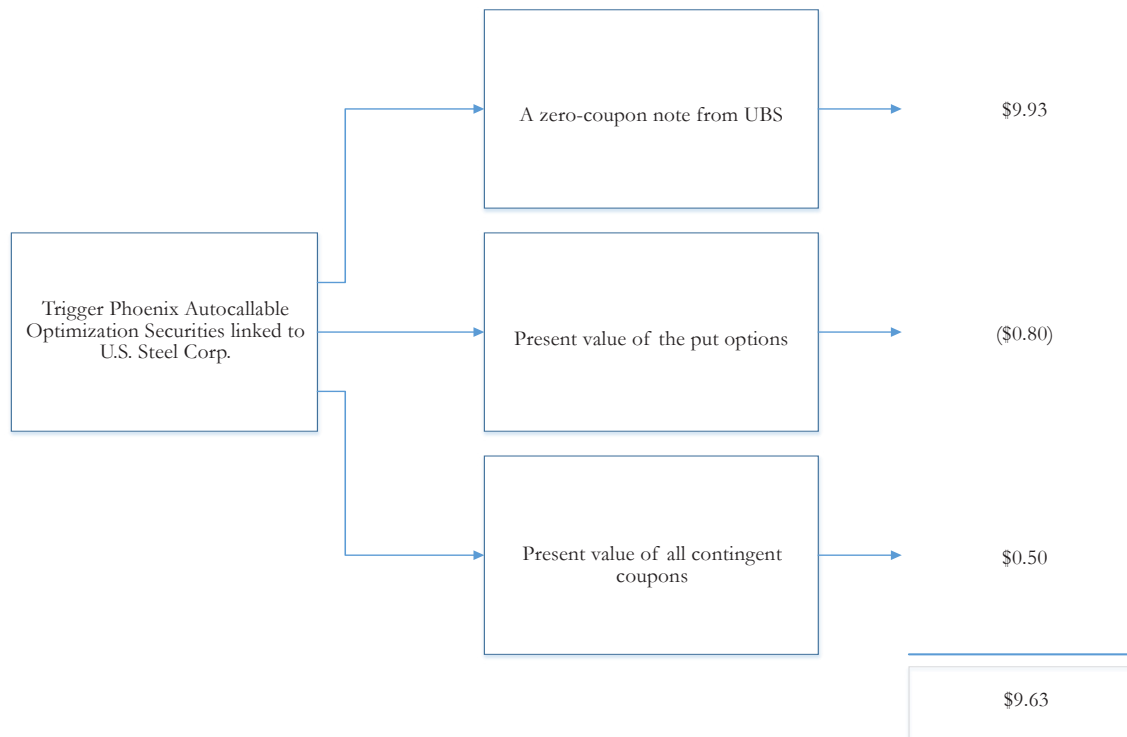 A zero-coupon note from UBS
$9.93
Trigger Phoenix Autocallable
Optimization Securities linked to
U.S. Steel Corp.
Present value of the put options
($0.80)
Present value of all contingent
coupons
$0.50
$9.63